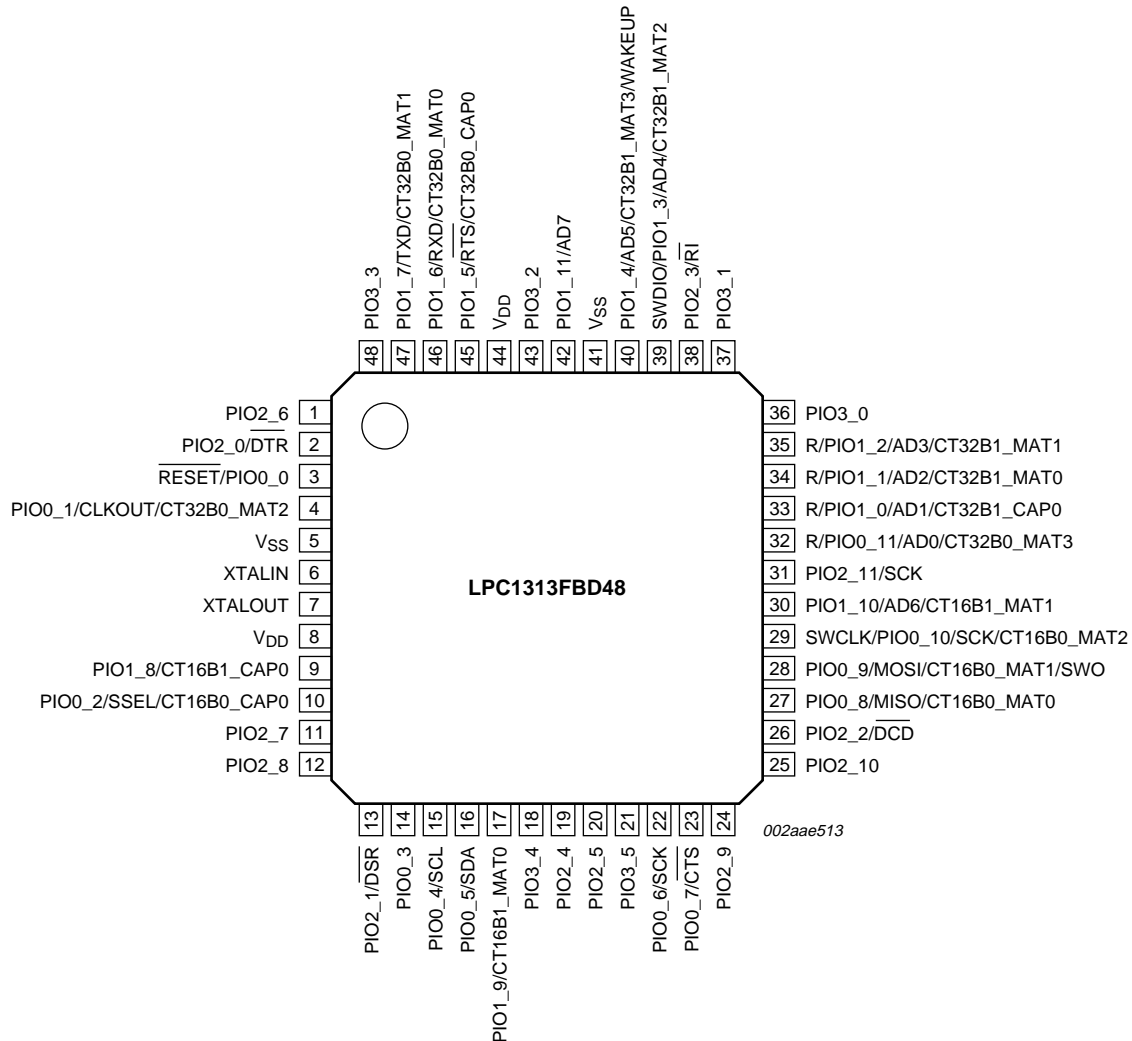 48 PIO3_3
47 PIO1_7/TXD/CT32B0_MAT1
46 PIO1_6/RXD/CT32B0_MAT0
45 PIO1_5/RTS/CT32B0_CAP0
44 VDD
43 PIO3_2
42 PIO1_11/AD7
41 VSS
40 PIO1_4/AD5/CT32B1_MAT3/WAKEUP
39 SWDIO/PIO1_3/AD4/CT32B1_MAT2
38 PIO2_3/RI
37 PIO3_1
PIO2_6 1
PIO2_0/DTR 2
RESET/PIO0_0 3
PIO0_1/CLKOUT/CT32B0_MAT2 4
VSS 5
XTALIN 6
XTALOUT 7
VDD 8
PIO1_8/CT16B1_CAP0 9
PIO0_2/SSEL/CT16B0_CAP0 10
PIO2_7 11
PIO2_8 12
LPC1313FBD48
36 PIO3_0
35 R/PIO1_2/AD3/CT32B1_MAT1
34 R/PIO1_1/AD2/CT32B1_MAT0
33 R/PIO1_0/AD1/CT32B1_CAP0
32 R/PIO0_11/AD0/CT32B0_MAT3
31 PIO2_11/SCK
30 PIO1_10/AD6/CT16B1_MAT1
29 SWCLK/PIO0_10/SCK/CT16B0_MAT2
28 PIO0_9/MOSI/CT16B0_MAT1/SWO
27 PIO0_8/MISO/CT16B0_MAT0
26 PIO2_2/DCD
25 PIO2_10
PIO2_1/DSR 13
PIO0_3 14
PIO0_4/SCL 15
PIO0_5/SDA 16
PIO1_9/CT16B1_MAT0 17
PIO3_4 18
PIO2_4 19
PIO2_5 20
PIO3_5 21
PIO0_6/SCK 22
PIO0_7/CTS 23
PIO2_9 24
002aae513